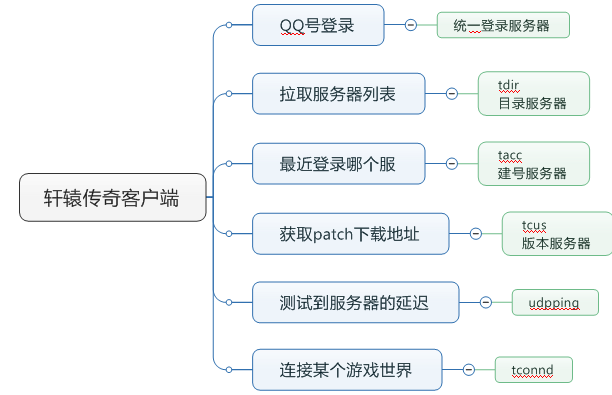 轩辕传奇客户端
QQ号登录
统一登录服务器
拉取服务器列表
tdir
目录服务器
最近登录哪个服
tacc
建号服务器
获取patch下载地址
tcus
版本服务器
测试到服务器的延迟
udpping
连接某个游戏世界
tconnd